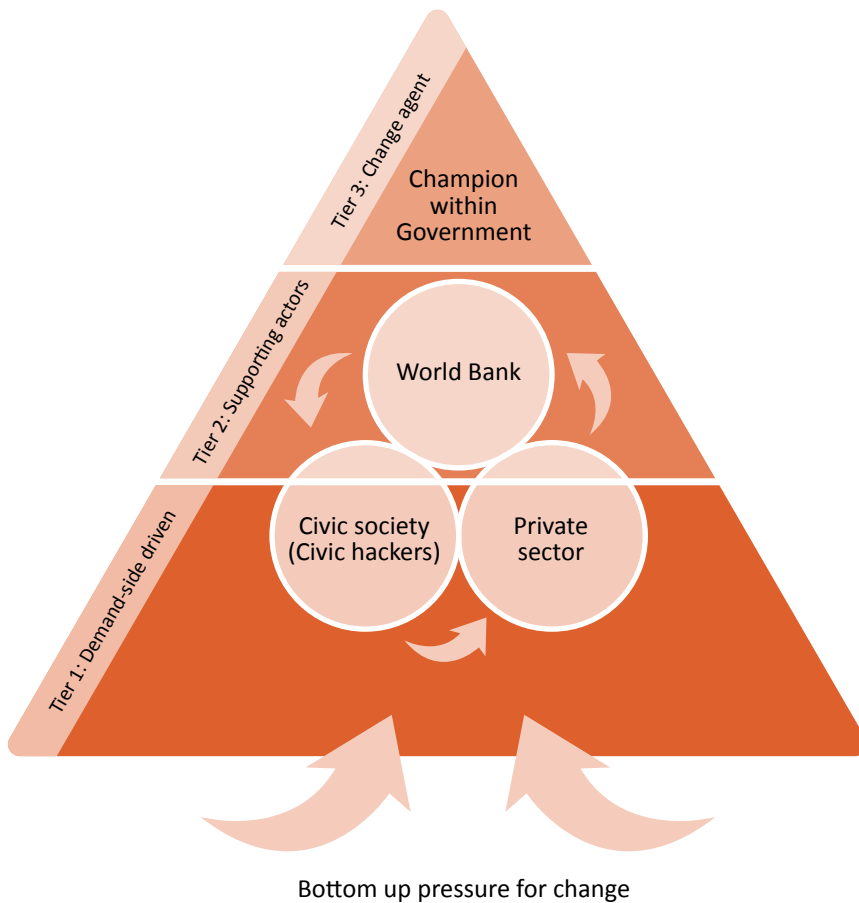 Tier 3: Change agent
Champion
within
Government
Tier 2: Supporting actors
World Bank
Tier 1: Demand-side driven
Civic society
(Civic hackers)
Private
sector
Bottom up pressure for change